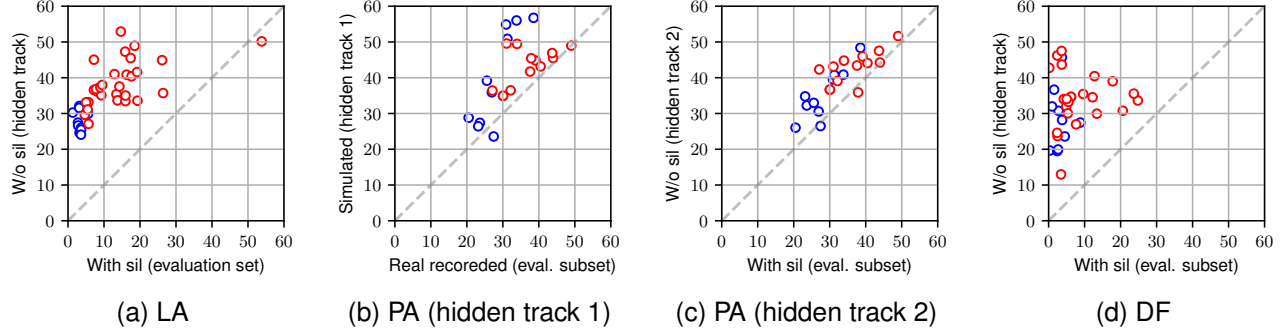 60
50
40
30
20
10
0
W/o sil (hidden track)
0 10 20 30 40 50 60
With sil (evaluation set)
(a) LA
60
50
40
30
20
10
0
Simulated (hidden track 1)
0 10 20 30 40 50 60
Real recoreded (eval. subset)
(b) PA (hidden track 1)
60
50
40
30
20
10
0
W/o sil (hidden track 2)
0 10 20 30 40 50 60
With sil (eval. subset)
(c) PA (hidden track 2)
60
50
40
30
20
10
0
W/o sil (hidden track)
0 10 20 30 40 50 60
With sil (eval. subset)
(d) DF